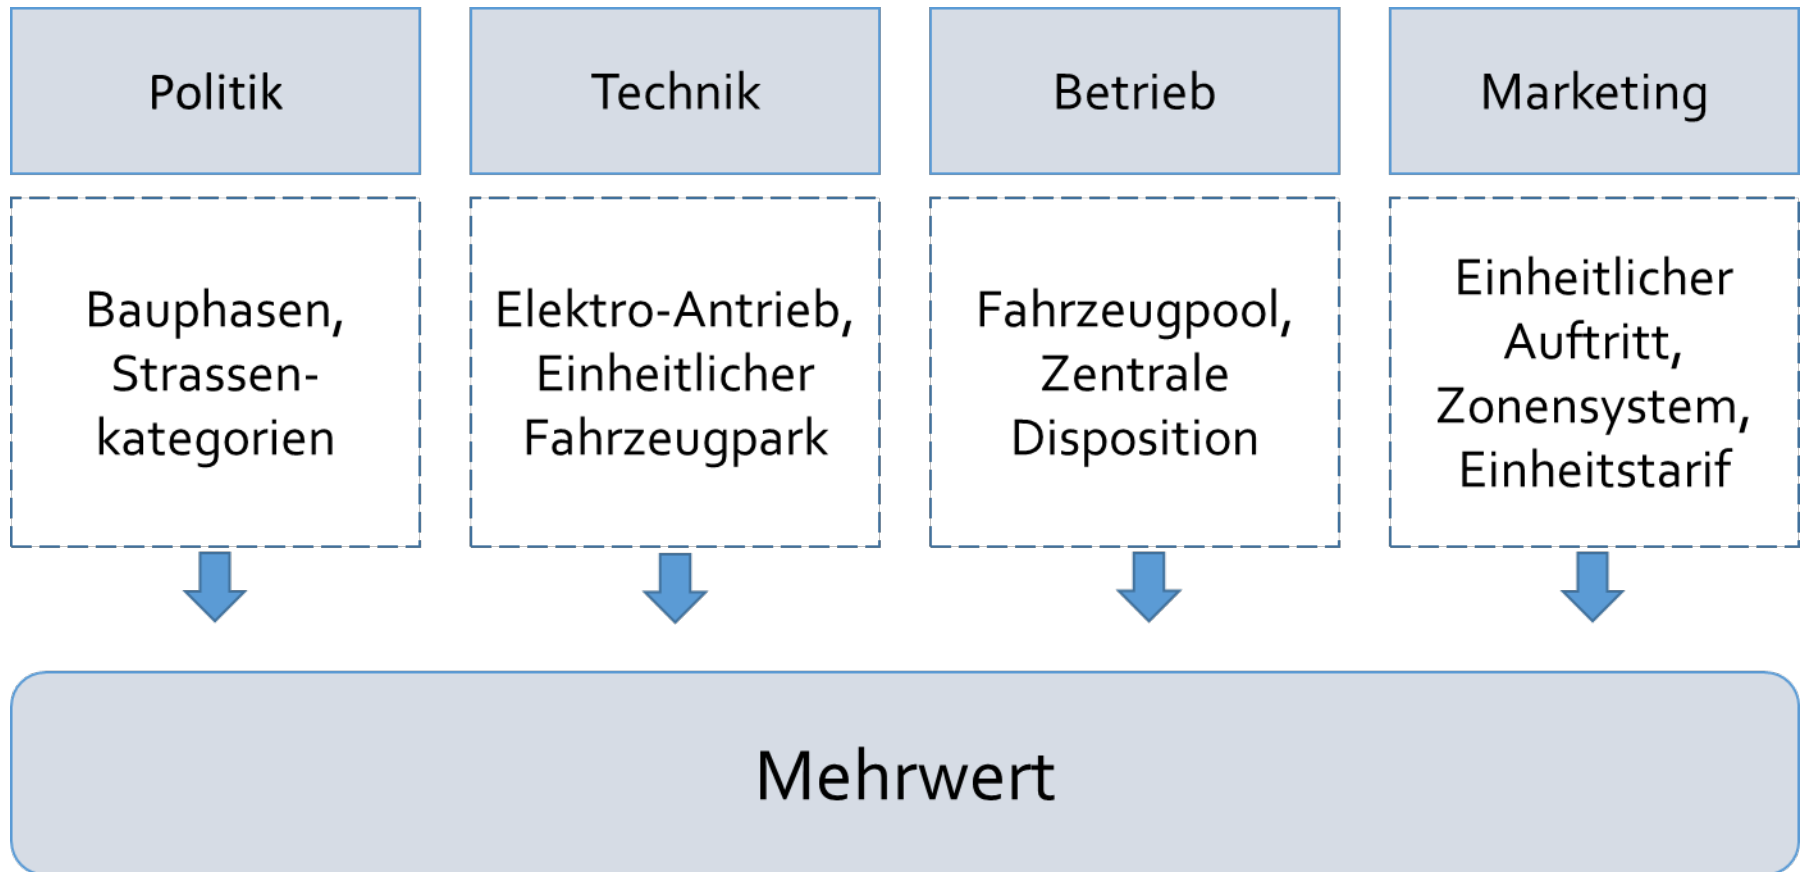 Politik
Technik
Betrieb
Marketing
Bauphasen,
Strassen-
kategorien
Elektro-Antrieb,
Einheitlicher
Fahrzeugpark
Fahrzeugpool,
Zentrale
Disposition
Einheitlicher
Auftritt,
Zonensystem,
Einheitstarif
Mehrwert